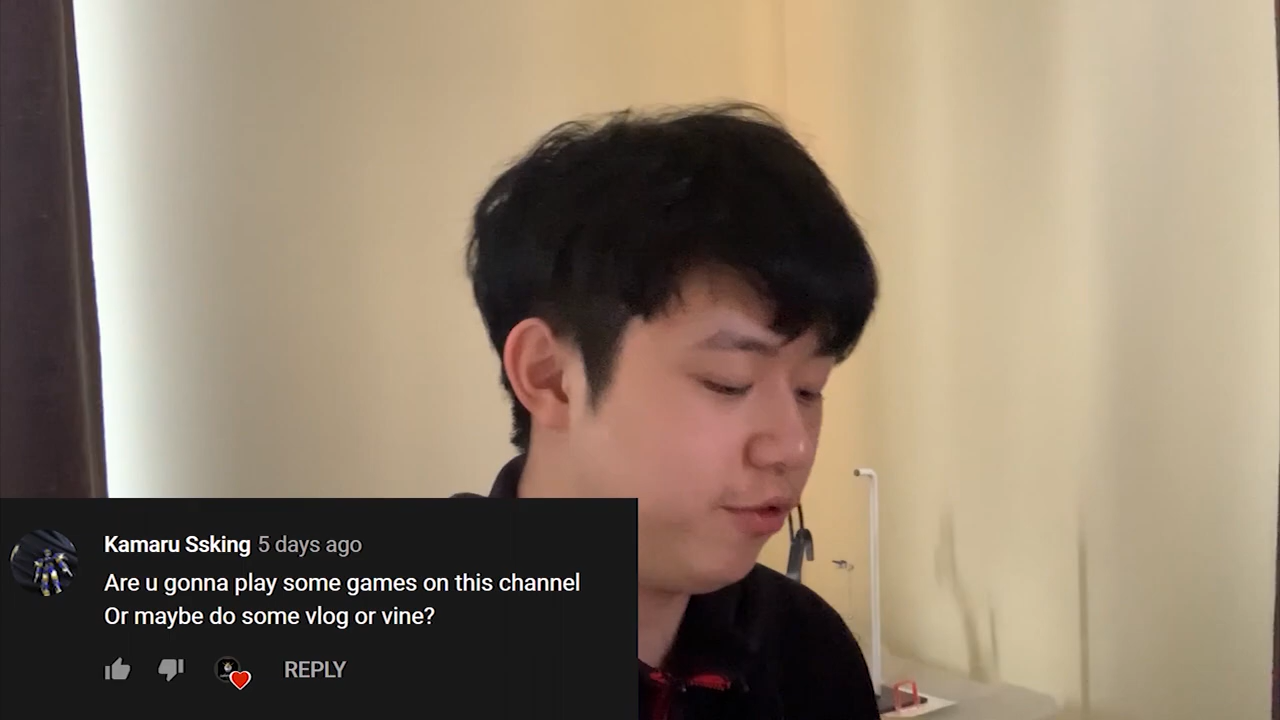 Kamaru Ssking 5 days ago
Are u gonna play some games on this channel
Or maybe do some vlog or vine?
REPLY